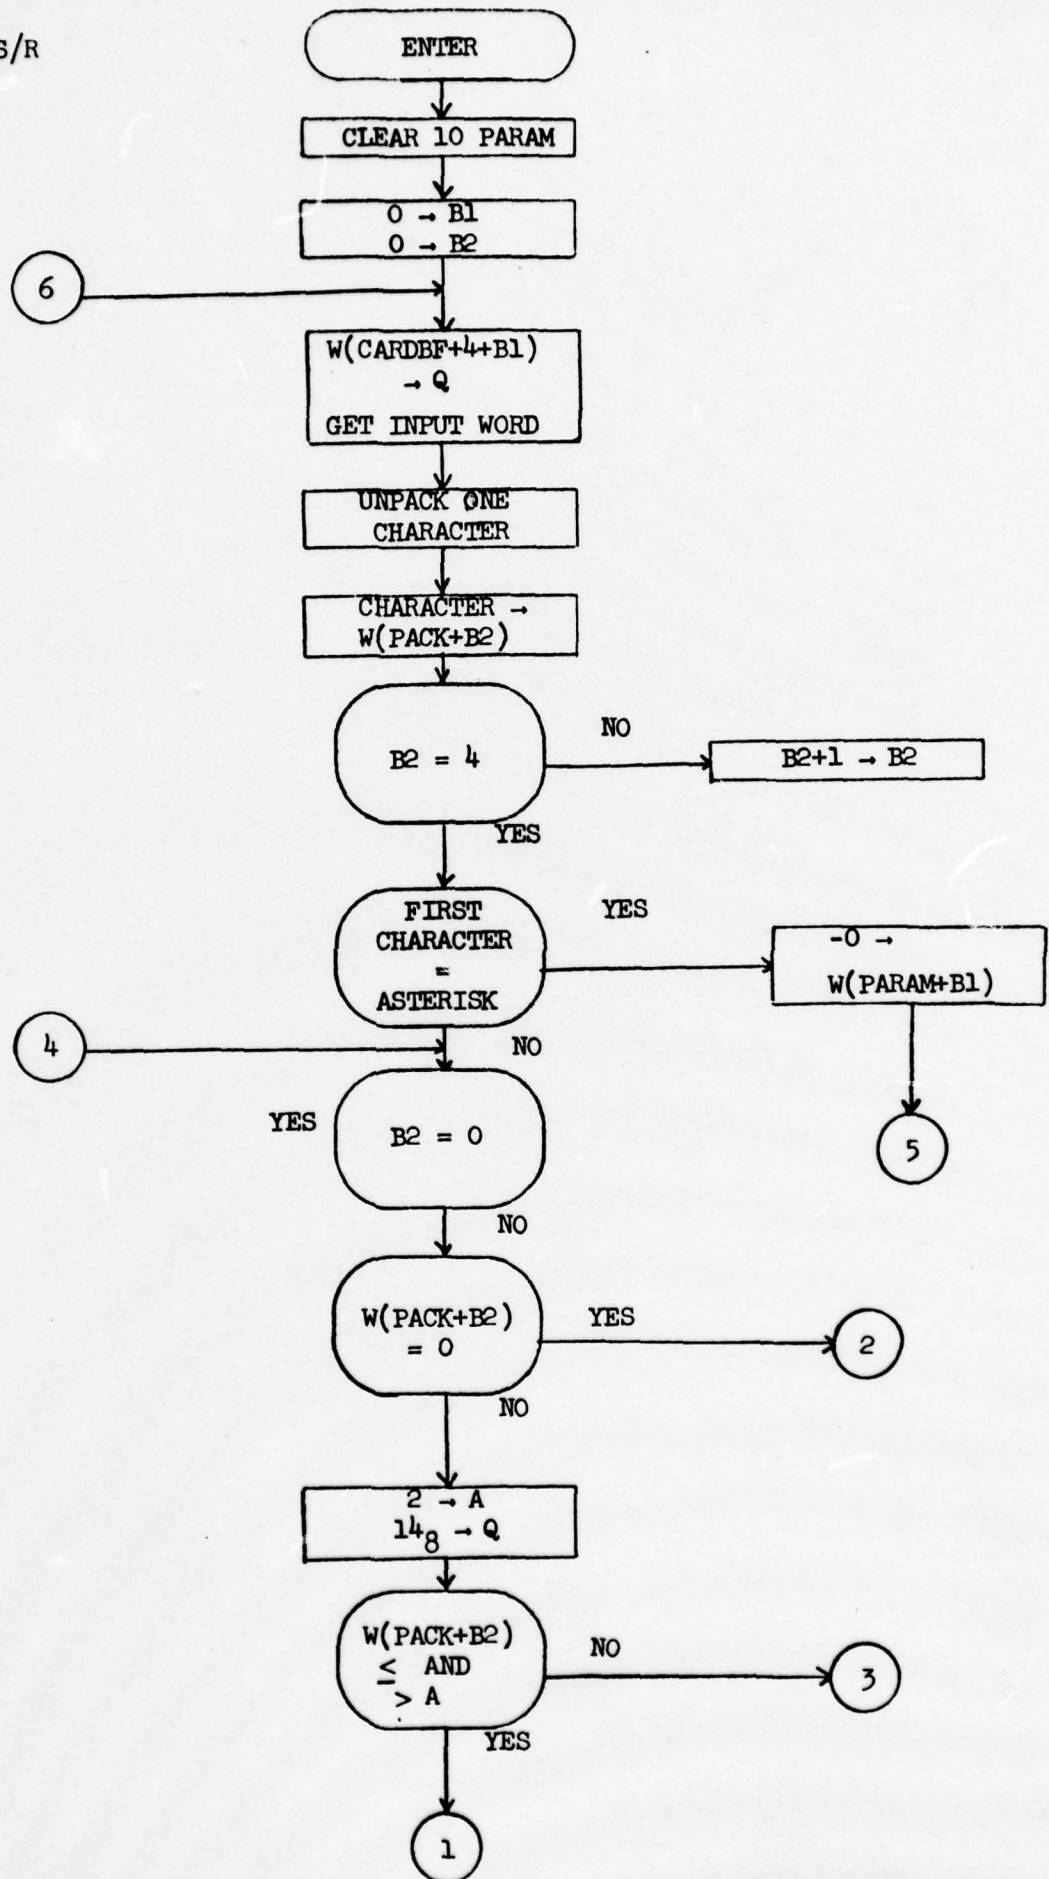 S/R
ENTER
CLEAR 10 PARAM
0 → B1
0 → B2
6
W(CARDBF+4+B1)
→ Q
GET INPUT WORD
UNPACK ONE
CHARACTER
CHARACTER →
W(PACK+B2)
B2 = 4
NO
B2+1 → B2
YES
FIRST
CHARACTER
=
ASTERISK
YES
-0 →
W(PARAM+B1)
4
NO
5
YES
B2 = 0
NO
W(PACK+B2)
= 0
YES
2
NO
2 → A
14₈ → Q
W(PACK+B2)
≤ AND
> A
NO
3
YES
1